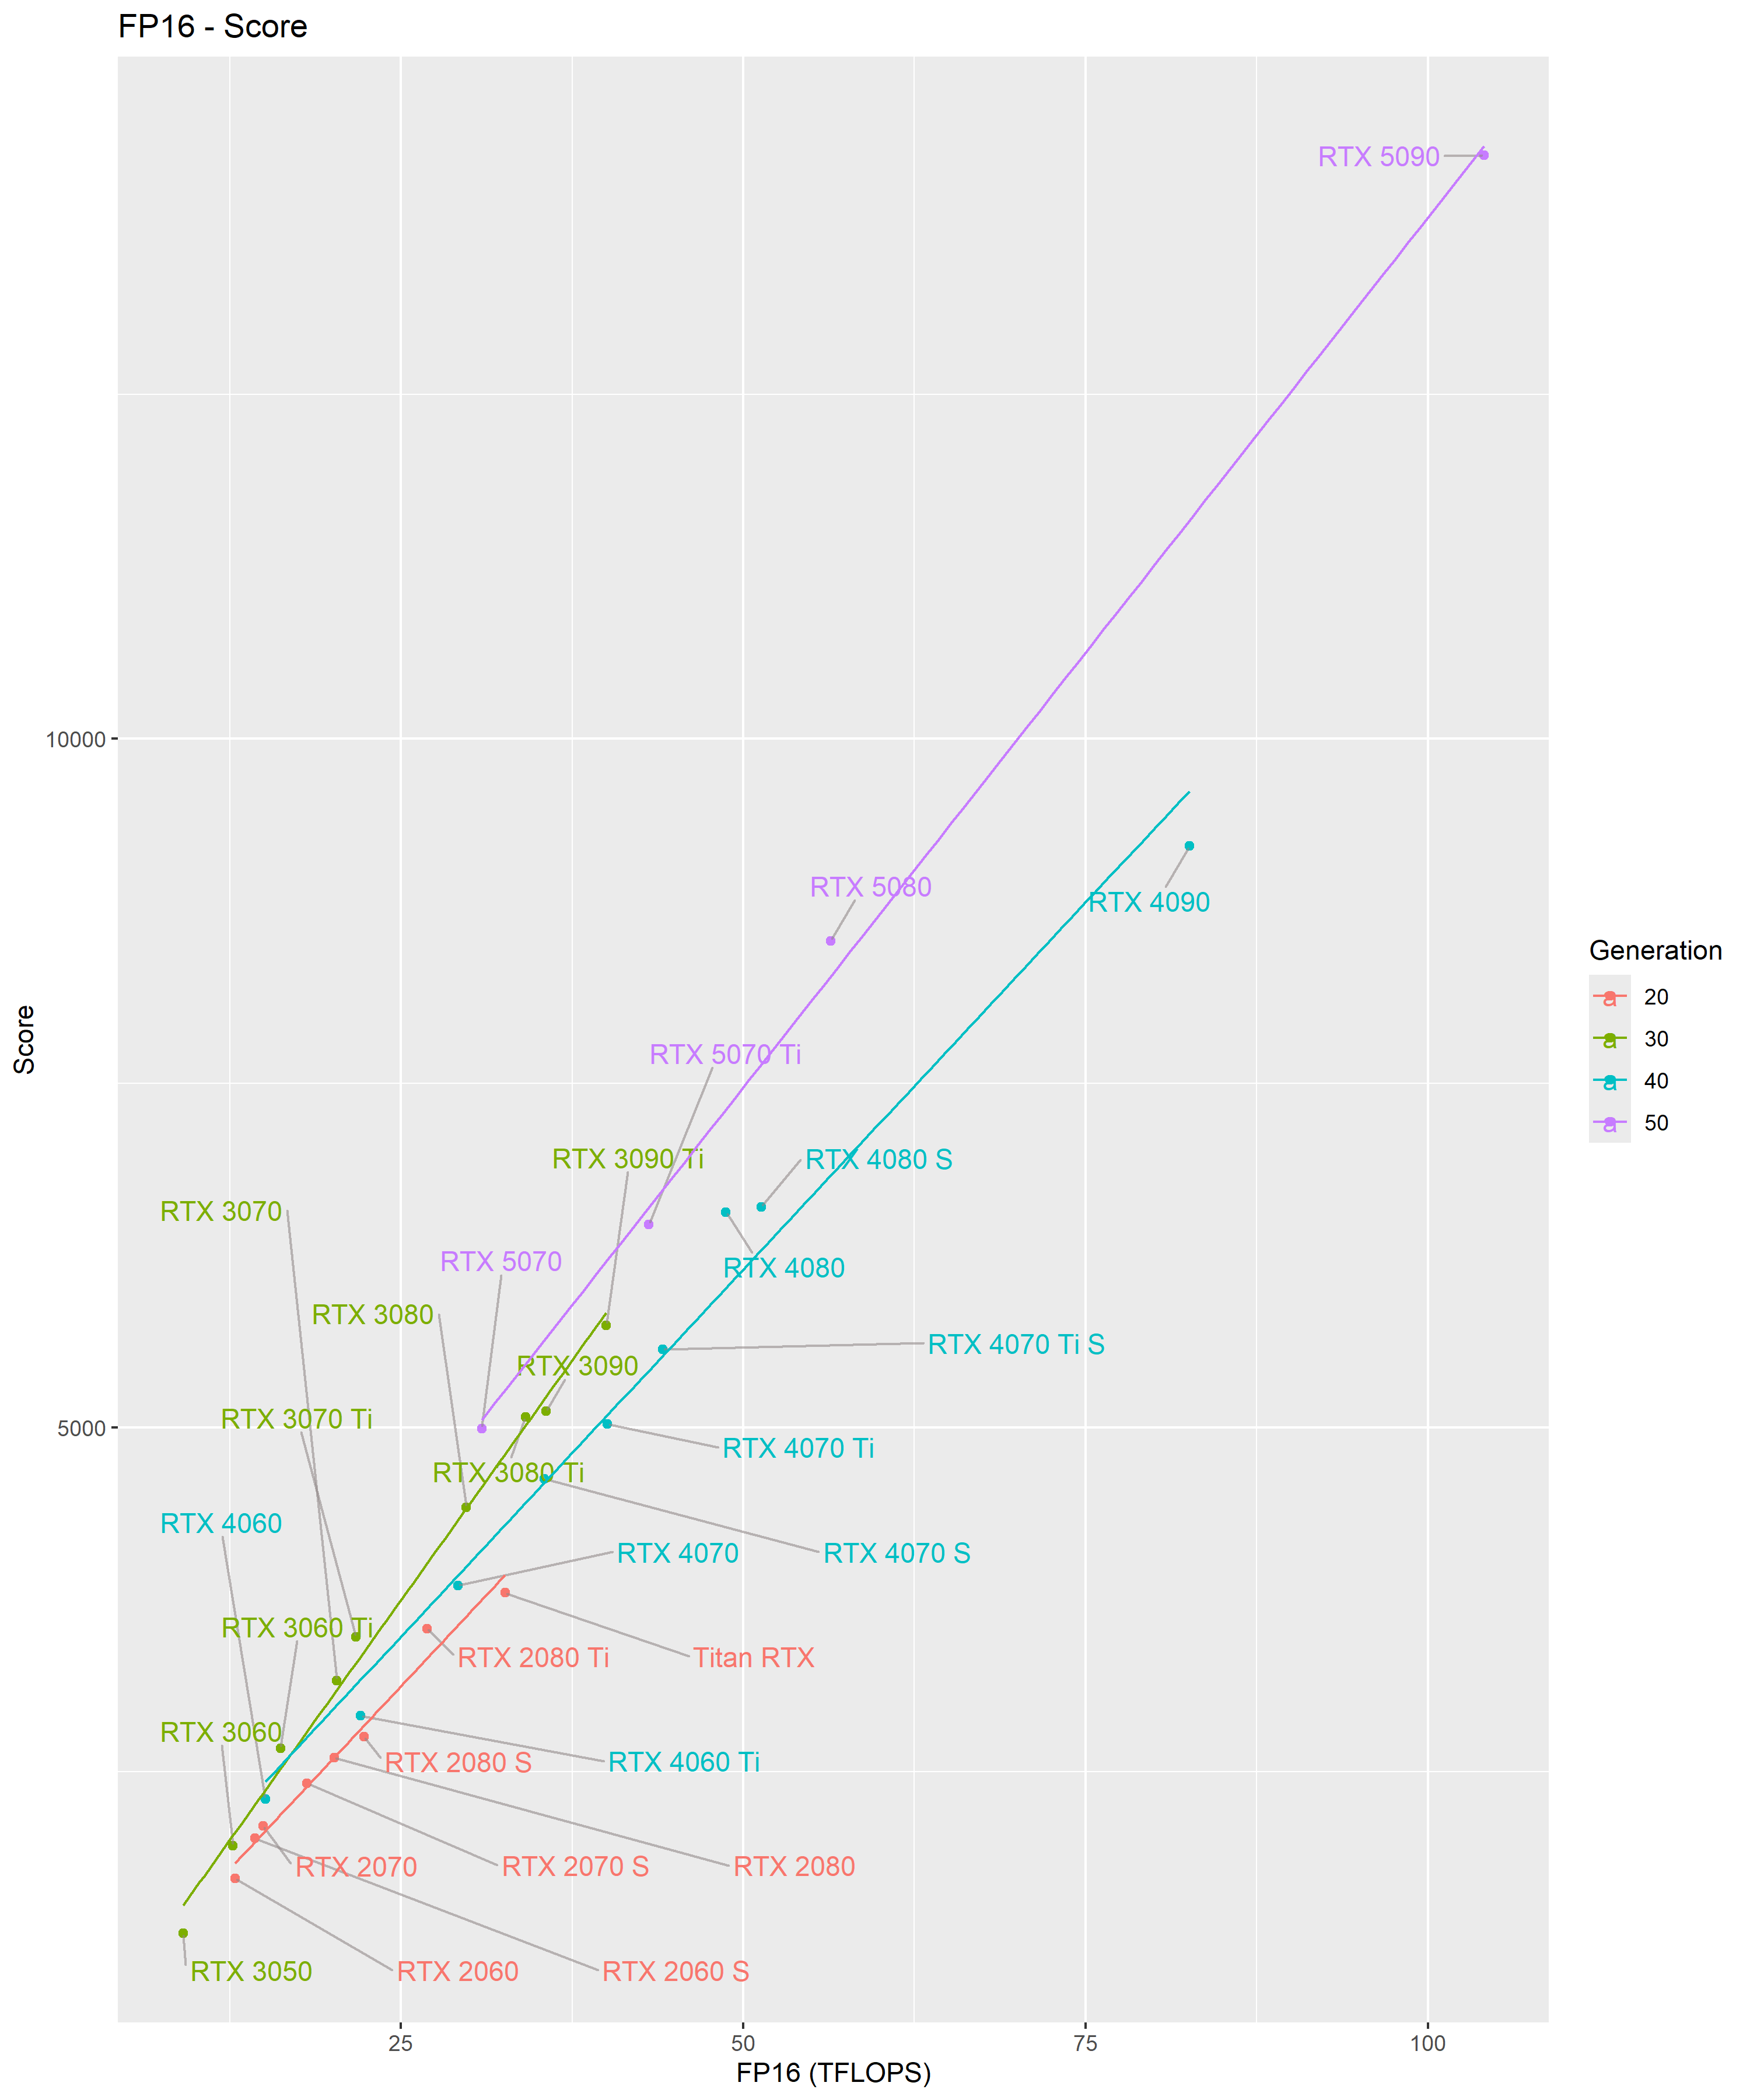 FP16 - Score
RTX 5090
10000
RTX 5080
RTX 4090
Generation
a 20
a 30
a 40
a 50
Score
RTX 5070 Ti
RTX 3090 Ti
RTX 4080 S
RTX 3070
RTX 5070
RTX 4080
RTX 3080
RTX 4070 Ti S
RTX 3090
RTX 3070 Ti
5000
RTX 4070 Ti
RTX 3080 Ti
RTX 4060
RTX 4070
RTX 4070 S
RTX 3060 Ti
RTX 2080 Ti
Titan RTX
RTX 3060
RTX 2080 S
RTX 4060 Ti
RTX 2070
RTX 2070 S
RTX 2080
RTX 3050
RTX 2060
RTX 2060 S
25
50
75
100
FP16 (TFLOPS)